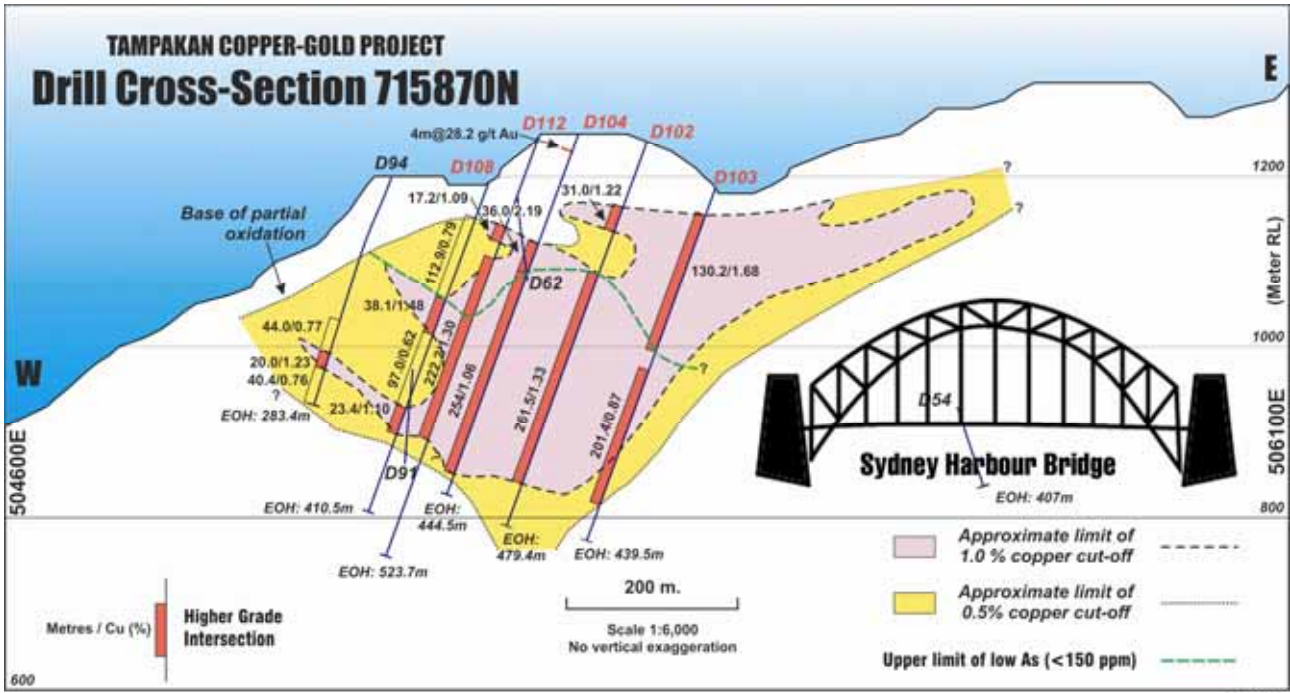 TAMPAKAN COPPER-GOLD PROJECT
Drill Cross-Section 715870N
E
4m@28.2 g/t Au
D112
D104
D102
D94
D108
D103
1200
31.0/1.22
17.2/1.09
36.0/2.19
Base of partial
oxidation
112.9/0.79
130.2/1.68
D62
(Meter RL)
38.1/1.48
44.0/0.77
1000
20.0/1.23
40.4/0.76
97.0/0.62
222.2/1.30
254/1.06
261.5/1.33
201.4/0.87
W
?
?
?
?
EOH: 283.4m
23.4/1.10
D54
D91
Sydney Harbour Bridge
504600E
506100E
EOH: 407m
EOH: 410.5m
EOH:
444.5m
800
EOH:
479.4m
EOH: 439.5m
EOH: 523.7m
Approximate limit of
1.0 % copper cut-off
200 m.
Approximate limit of
0.5% copper cut-off
Metres / Cu (%)
Higher Grade
Intersection
Scale 1:6,000
No vertical exaggeration
Upper limit of low As (<150 ppm)
600